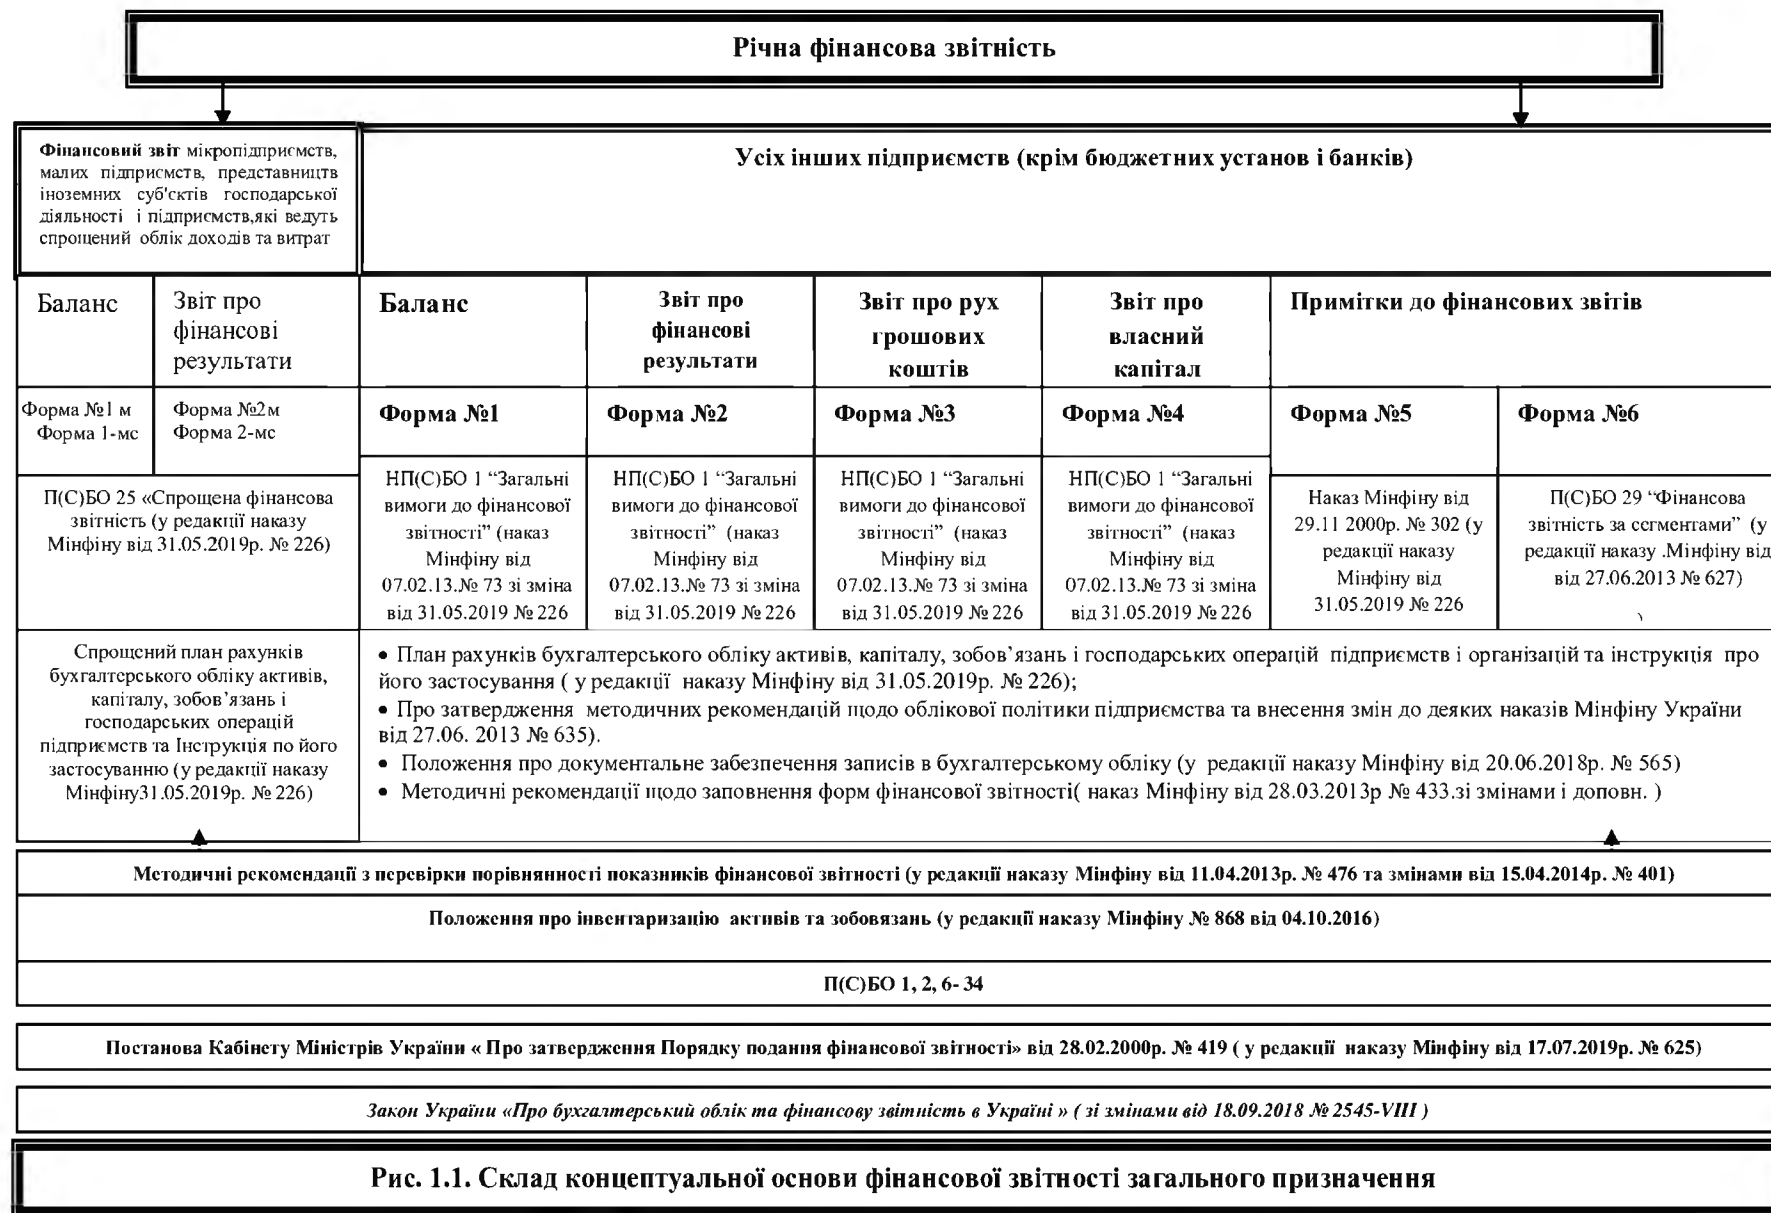 Річна фінансова звітність
Фінансовий звіт мікропідприємств,
малих підприємств, представництв
іноземних суб'єктів господарської
діяльності і підприємств,які ведуть
спрощений облік доходів та витрат
Усіх інших підприємств (крім бюджетних установ і банків)
Баланс
Звіт про
фінансові
результати
Баланс
Звіт про
фінансові
результати
Звіт про рух
грошових
коштів
Звіт про
власний
капітал
Примітки до фінансових звітів
Форма №1 м
Форма 1-мс
Форма №2м
Форма 2-мс
Форма №1
Форма №2
Форма №3
Форма №4
Форма №5
Форма №6
П(С)БО 25 «Спрощена фінансова
звітність (у редакції наказу
Мінфіну від 31.05.2019р. № 226)
НП(С)БО 1 “Загальні
вимоги до фінансової
звітності” (наказ
Мінфіну від
07.02.13.№ 73 зі зміна
від 31.05.2019 № 226
НП(С)БО 1 “Загальні
вимоги до фінансової
звітності” (наказ
Мінфіну від
07.02.13.№ 73 зі зміна
від 31.05.2019 № 226
НП(С)БО 1 “Загальні
вимоги до фінансової
звітності” (наказ
Мінфіну від
07.02.13.№ 73 зі зміна
від 31.05.2019 № 226
НП(С)БО 1 “Загальні
вимоги до фінансової
звітності” (наказ
Мінфіну від
07.02.13.№ 73 зі зміна
від 31.05.2019 № 226
Наказ Мінфіну від
29.11 2000р. № 302 (у
редакції наказу
Мінфіну від
31.05.2019 № 226
П(С)БО 29 “Фінансова
звітність за сегментами” (у
редакції наказу .Мінфіну від
від 27.06.2013 № 627)
)
Спрощений план рахунків
бухгалтерського обліку активів,
капіталу, зобов’язань і
господарських операцій
підприємств та Інструкція по його
застосуванню (у редакції наказу
Мінфіну31.05.2019р. № 226)
• План рахунків бухгалтерського обліку активів, капіталу, зобов’язань і господарських операцій підприємств і організацій та інструкція про
його застосування ( у редакції наказу Мінфіну від 31.05.2019р. № 226);
• Про затвердження методичних рекомендацій щодо облікової політики підприємства та внесення змін до деяких наказів Мінфіну України
від 27.06. 2013 № 635).
• Положення про документальне забезпечення записів в бухгалтерському обліку (у редакції наказу Мінфіну від 20.06.2018р. № 565)
• Методичні рекомендації щодо заповнення форм фінансової звітності( наказ Мінфіну від 28.03.2013р № 433.зі змінами і доповн. )
Методичні рекомендації з перевірки порівнянності показників фінансової звітності (у редакції наказу Мінфіну від 11.04.2013р. № 476 та змінами від 15.04.2014р. № 401)
Положення про інвентаризацію активів та зобовязань (у редакції наказу Мінфіну № 868 від 04.10.2016)
П(С)БО 1, 2, 6- 34
Постанова Кабінету Міністрів України « Про затвердження Порядку подання фінансової звітності» від 28.02.2000р. № 419 ( у редакції наказу Мінфіну від 17.07.2019р. № 625)
Закон України «Про бухгалтерський облік та фінансову звітність в Україні » ( зі змінами від 18.09.2018 № 2545-VIII )
Рис. 1.1. Склад концептуальної основи фінансової звітності загального призначення